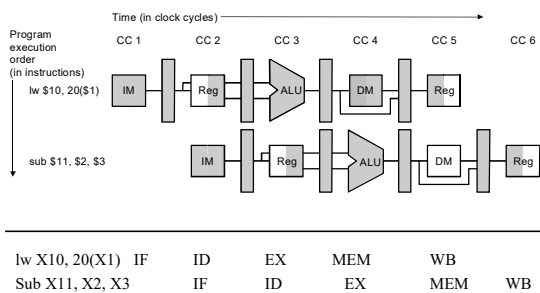 Time (in clock cycles)
Program
execution
order
(in instructions)
CC 1 CC 2 CC 3 CC 4 CC 5 CC 6
lw $10, 20($1) IM Reg ALU DM Reg
sub $11, $2, $3 IM Reg ALU DM Reg
lw X10, 20(X1) IF ID EX MEM WB
Sub X11, X2, X3 IF ID EX MEM WB